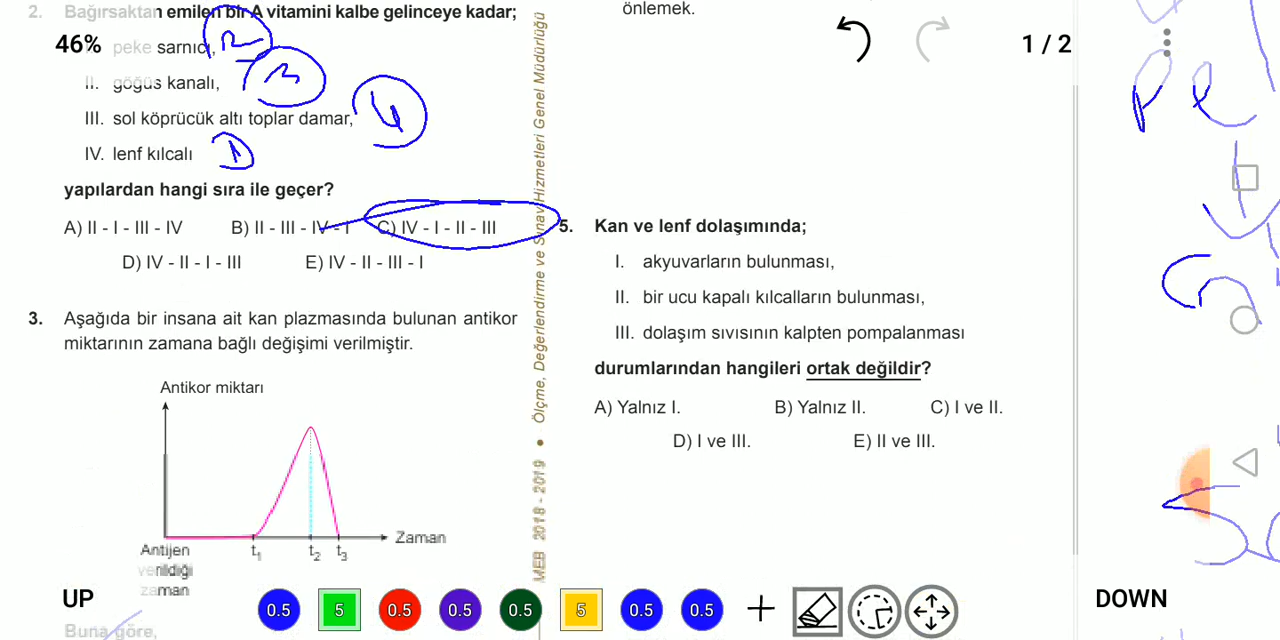 2. Bağırsaktan emilen bir A vitamini kalbe gelinceye kadar;
46% peke sarnıcı, 2
II. göğüs kanalı, 3
III. sol köprücük altı toplar damar, 4
IV. lenf kılcalı 1
yapılardan hangi sıra ile geçer?
A) II - I - III - IV B) II - III - IV - I C) IV - I - II - III
D) IV - II - I - III E) IV - II - III - I
3. Aşağıda bir insana ait kan plazmasında bulunan antikor
miktarının zamana bağlı değişimi verilmiştir.
Antikor miktarı
Zaman
Antijen
verildiği
zaman
t1 t2 t3
Buna göre,
MEB 2018 - 2019 ● Ölçme, Değerlendirme ve Sınav Hizmetleri Genel Müdürlüğü
önlemek.
1 / 2
5. Kan ve lenf dolaşımında;
I. akyuvarların bulunması,
II. bir ucu kapalı kılcalların bulunması,
III. dolaşım sıvısının kalpten pompalanması
durumlarından hangileri ortak değildir?
A) Yalnız I. B) Yalnız II. C) I ve II.
D) I ve III. E) II ve III.
UP 0.5 5 0.5 0.5 0.5 5 0.5 0.5 + DOWN